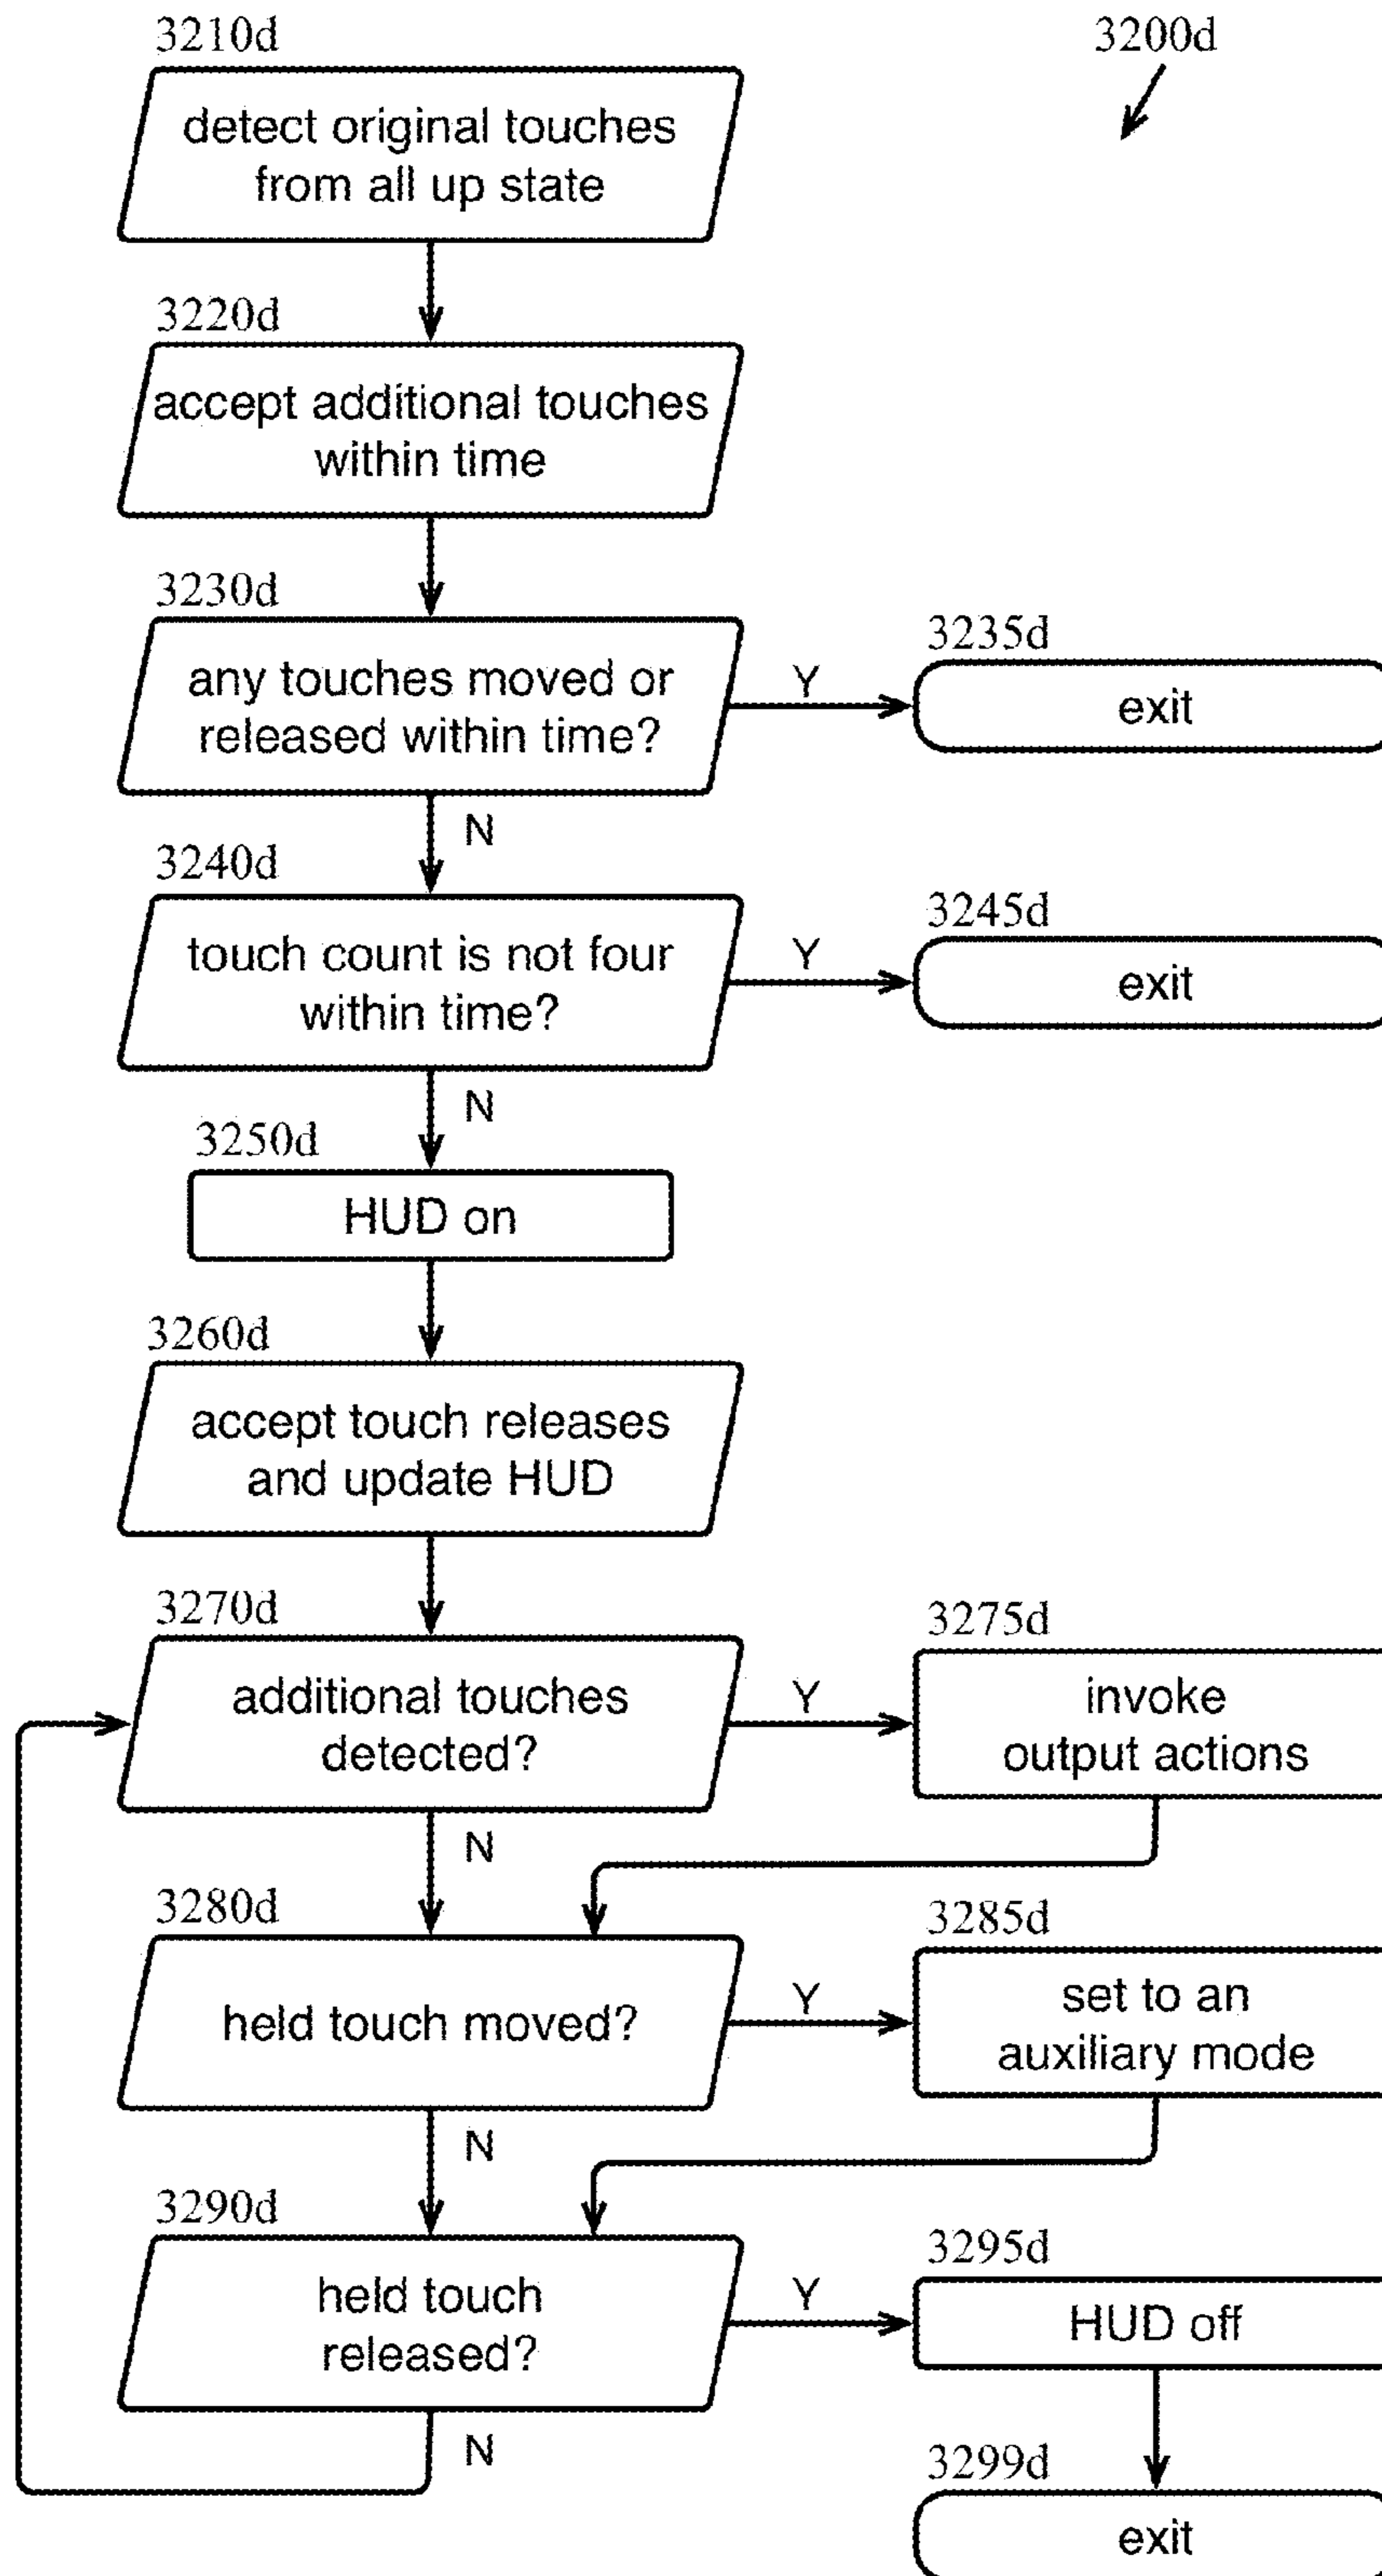 3210d
3200d
detect original touches
from all up state
3220d
accept additional touches
within time
3230d
any touches moved or
released within time?
Y
3235d
exit
N
3240d
touch count is not four
within time?
Y
3245d
exit
N
3250d
HUD on
3260d
accept touch releases
and update HUD
3270d
additional touches
detected?
Y
3275d
invoke
output actions
N
3280d
held touch moved?
Y
3285d
set to an
auxiliary mode
N
3290d
held touch
released?
Y
3295d
HUD off
N
3299d
exit